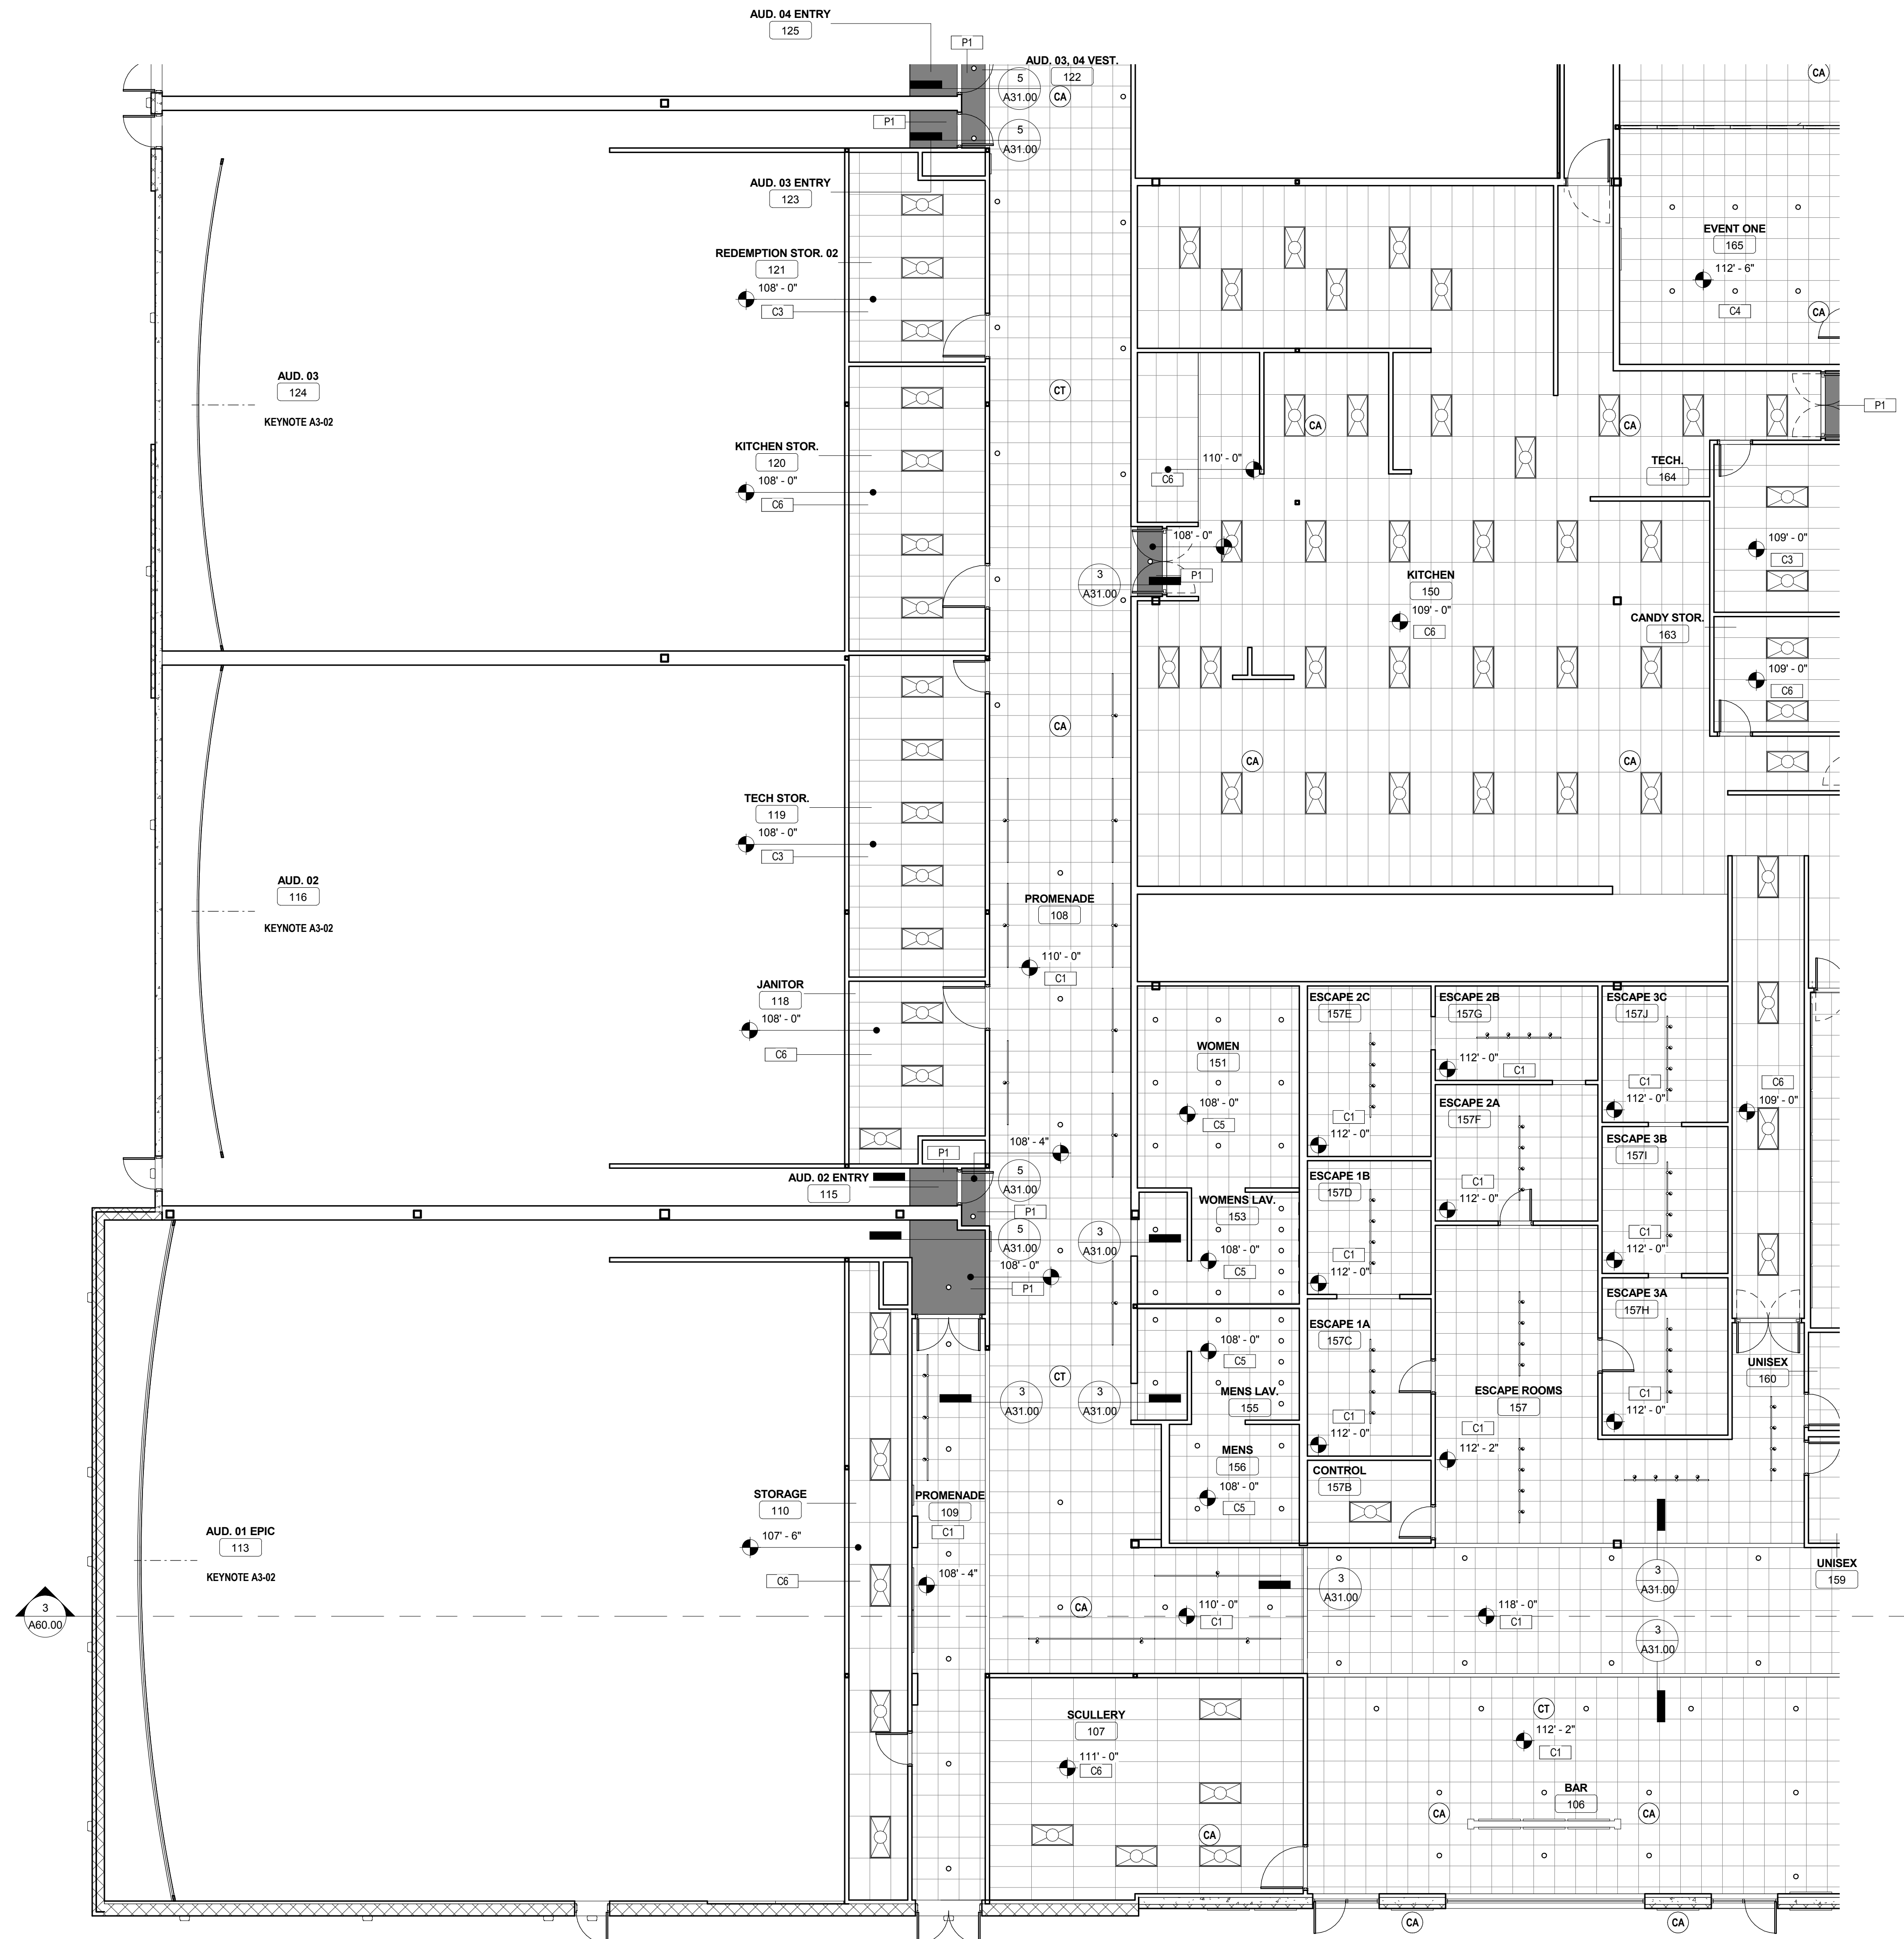 AUD. 04 ENTRY
125
P1
AUD. 03, 04 VEST.
122
5
A31.00
CA
CA
P1
5
A31.00
AUD. 03 ENTRY
123
REDEMPTION STOR. 02
121
108' - 0"
C3
EVENT ONE
165
112' - 6"
C4
CA
AUD. 03
124
KEYNOTE A3-02
CT
P1
CA
CA
KITCHEN STOR.
120
108' - 0"
C6
110' - 0"
C6
TECH.
164
109' - 0"
C3
108' - 0"
P1
3
A31.00
KITCHEN
150
109' - 0"
C6
CANDY STOR.
163
109' - 0"
C6
CA
CA
CA
TECH STOR.
119
108' - 0"
C3
AUD. 02
116
KEYNOTE A3-02
PROMENADE
108
110' - 0"
C1
JANITOR
118
108' - 0"
C6
WOMEN
151
108' - 0"
C5
ESCAPE 2C
157E
C1
112' - 0"
ESCAPE 2B
157G
112' - 0"
C1
ESCAPE 3C
157J
C1
112' - 0"
C6
109' - 0"
ESCAPE 2A
157F
C1
112' - 0"
ESCAPE 3B
157I
C1
112' - 0"
108' - 4"
P1
AUD. 02 ENTRY
115
5
A31.00
P1
5
A31.00
108' - 0"
P1
3
A31.00
WOMENS LAV.
153
108' - 0"
C5
ESCAPE 1B
157D
C1
112' - 0"
ESCAPE 3A
157H
C1
112' - 0"
108' - 0"
C5
MENS LAV.
155
ESCAPE 1A
157C
C1
112' - 0"
CT
3
A31.00
3
A31.00
ESCAPE ROOMS
157
C1
112' - 2"
UNISEX
160
MENS
156
108' - 0"
C5
CONTROL
157B
STORAGE
110
107' - 6"
C6
PROMENADE
109
C1
108' - 4"
AUD. 01 EPIC
113
KEYNOTE A3-02
3
A60.00
CA
110' - 0"
C1
3
A31.00
118' - 0"
C1
3
A31.00
3
A31.00
UNISEX
159
SCULLERY
107
111' - 0"
C6
CA
CT
112' - 2"
C1
BAR
106
CA
CA
CA
CA